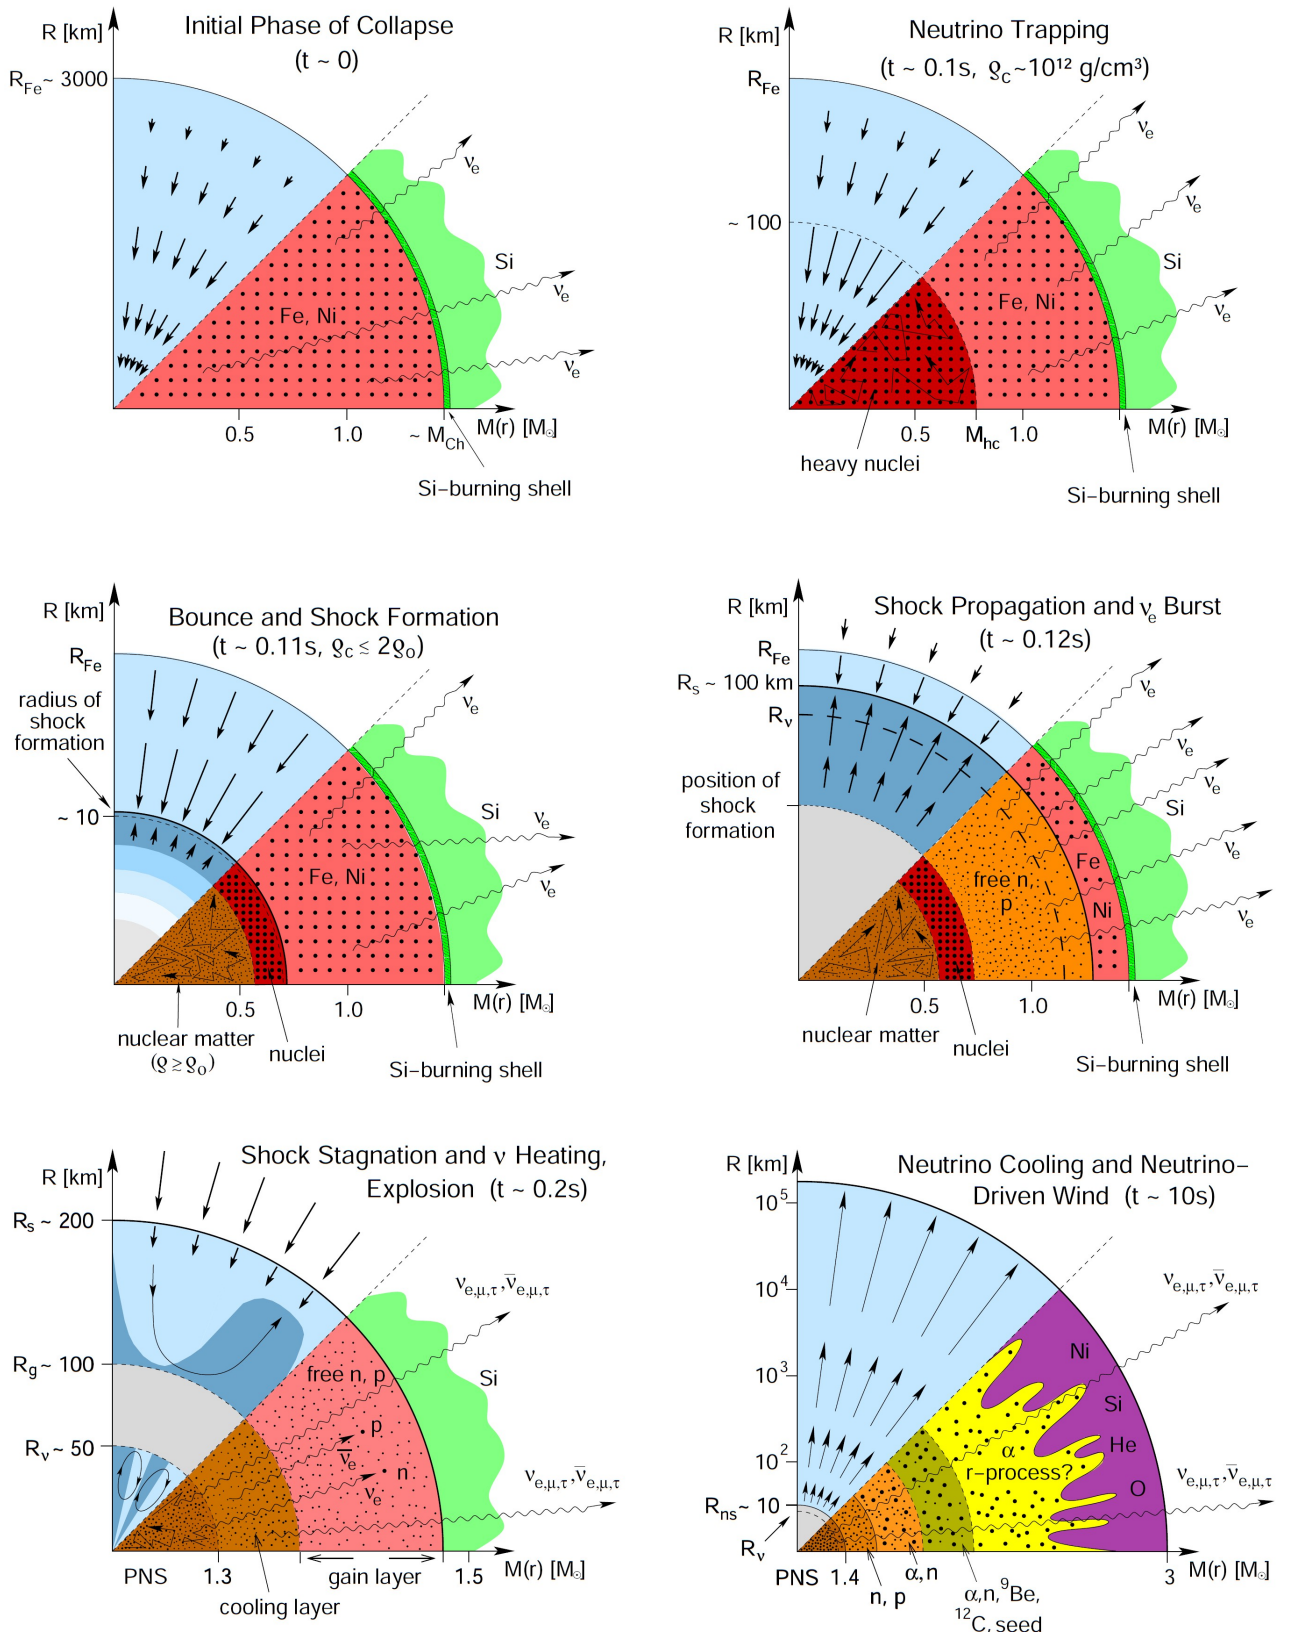 Initial Phase of Collapse
(t ~ 0)
R [km]
R_Fe ~ 3000
ν_e
Si
ν_e
Fe, Ni
ν_e
0.5
1.0
~ M_Ch
M(r) [M☉]
Si−burning shell
Neutrino Trapping
(t ~ 0.1s, ϱ_c ~10¹² g/cm³)
R [km]
R_Fe
ν_e
ν_e
~ 100
Si
Fe, Ni
ν_e
0.5
M_hc
1.0
M(r) [M☉]
heavy nuclei
Si−burning shell
R [km]
Bounce and Shock Formation
(t ~ 0.11s, ϱ_c ≲ 2ϱ_o)
R_Fe
radius of
shock
formation
ν_e
~ 10
Si
ν_e
Fe, Ni
ν_e
0.5
1.0
M(r) [M☉]
nuclear matter
(ϱ ≳ ϱ_o)
nuclei
Si−burning shell
R [km]
Shock Propagation and ν_e Burst
(t ~ 0.12s)
R_Fe
R_s ~ 100 km
R_ν
ν_e
ν_e
ν_e
position of
shock
formation
Si
ν_e
Fe
free n,
p
Ni
ν_e
0.5
1.0
M(r) [M☉]
nuclear matter
nuclei
Si−burning shell
R [km]
Shock Stagnation and ν Heating,
Explosion (t ~ 0.2s)
R_s ~ 200
ν_e,μ,τ , ν̄_e,μ,τ
R_g ~ 100
free n, p
Si
p
R_ν ~ 50
ν̄_e
n
ν_e
ν_e,μ,τ , ν̄_e,μ,τ
PNS
1.3
gain layer
1.5
M(r) [M☉]
cooling layer
R [km]
Neutrino Cooling and Neutrino−
Driven Wind (t ~ 10s)
10⁵
10⁴
ν_e,μ,τ , ν̄_e,μ,τ
10³
Ni
Si
10²
α
He
r−process?
O
ν_e,μ,τ , ν̄_e,μ,τ
R_ns ~ 10
R_ν
PNS
1.4
n, p
α,n
α,n,⁹Be,
¹²C, seed
3
M(r) [M☉]